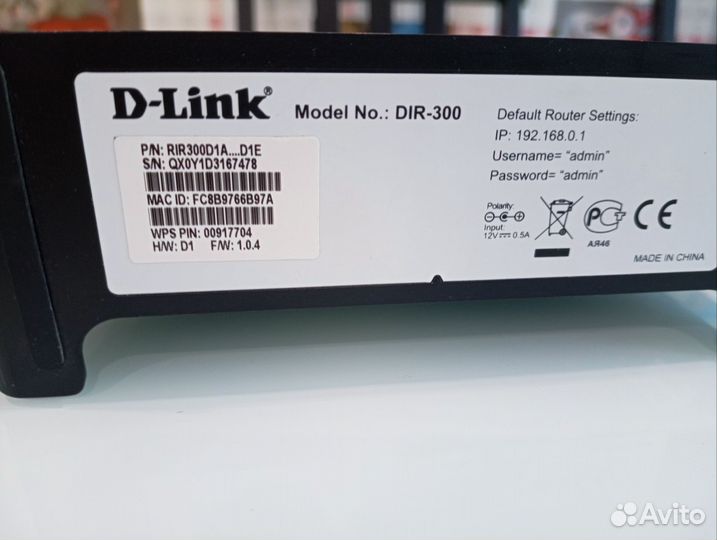 D-Link®
Model No.: DIR-300
P/N: RIR300D1A....D1E
S/N: QX0Y1D3167478
MAC ID: FC8B9766B97A
WPS PIN: 00917704
H/W: D1 F/W: 1.0.4
Default Router Settings:
IP: 192.168.0.1
Username= "admin"
Password= "admin"
Polarity:
Input:
12V 0.5A
АЯ46
CE
MADE IN CHINA
Avito